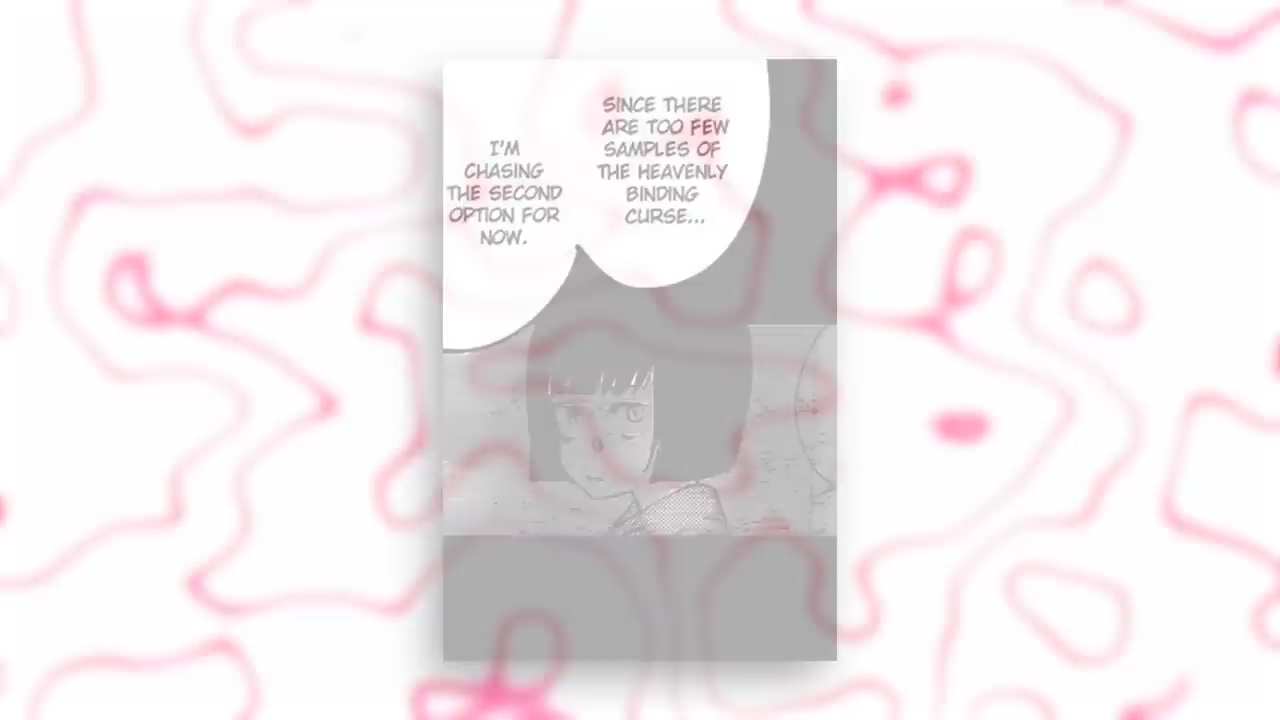 SINCE THERE
ARE TOO FEW
SAMPLES OF
THE HEAVENLY
BINDING
CURSE...
I'M
CHASING
THE SECOND
OPTION FOR
NOW.